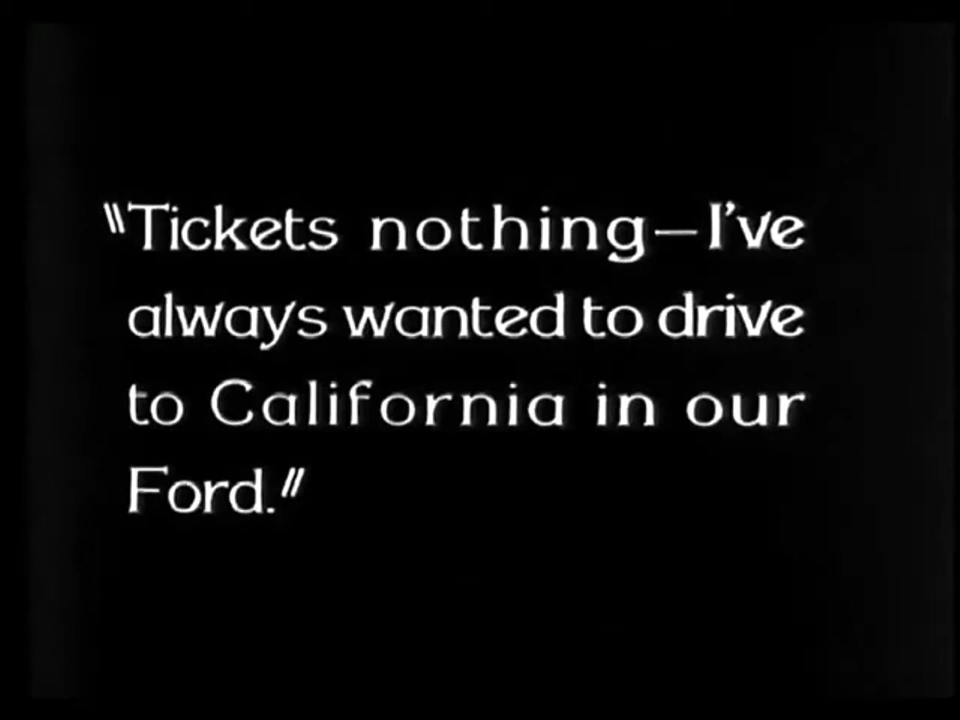 "Tickets nothing—I've
always wanted to drive
to California in our
Ford."